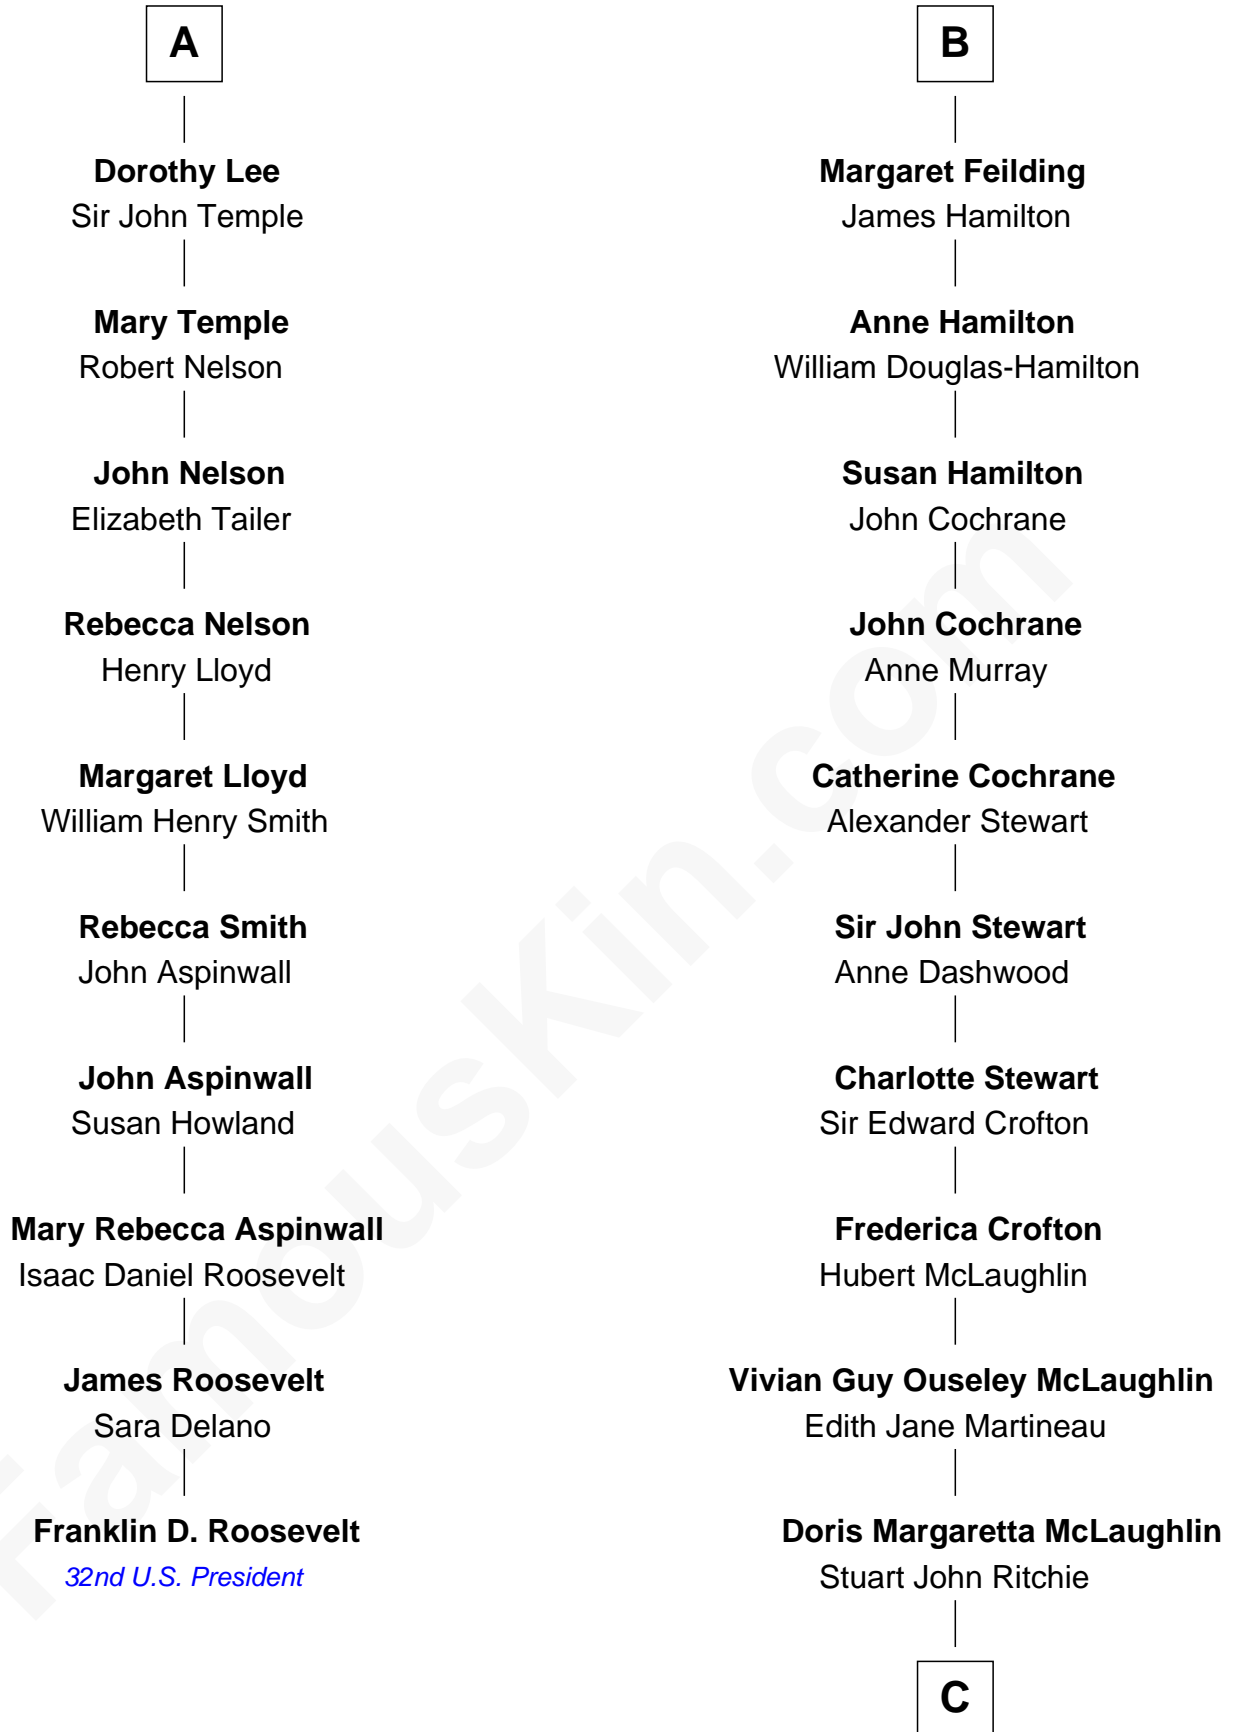 A
Dorothy Lee
Sir John Temple
Mary Temple
Robert Nelson
John Nelson
Elizabeth Tailer
Rebecca Nelson
Henry Lloyd
Margaret Lloyd
William Henry Smith
Rebecca Smith
John Aspinwall
John Aspinwall
Susan Howland
Mary Rebecca Aspinwall
Isaac Daniel Roosevelt
James Roosevelt
Sara Delano
Franklin D. Roosevelt
32nd U.S. President
B
Margaret Feilding
James Hamilton
Anne Hamilton
William Douglas-Hamilton
Susan Hamilton
John Cochrane
John Cochrane
Anne Murray
Catherine Cochrane
Alexander Stewart
Sir John Stewart
Anne Dashwood
Charlotte Stewart
Sir Edward Crofton
Frederica Crofton
Hubert McLaughlin
Vivian Guy Ouseley McLaughlin
Edith Jane Martineau
Doris Margaretta McLaughlin
Stuart John Ritchie
C
FamousKin.com